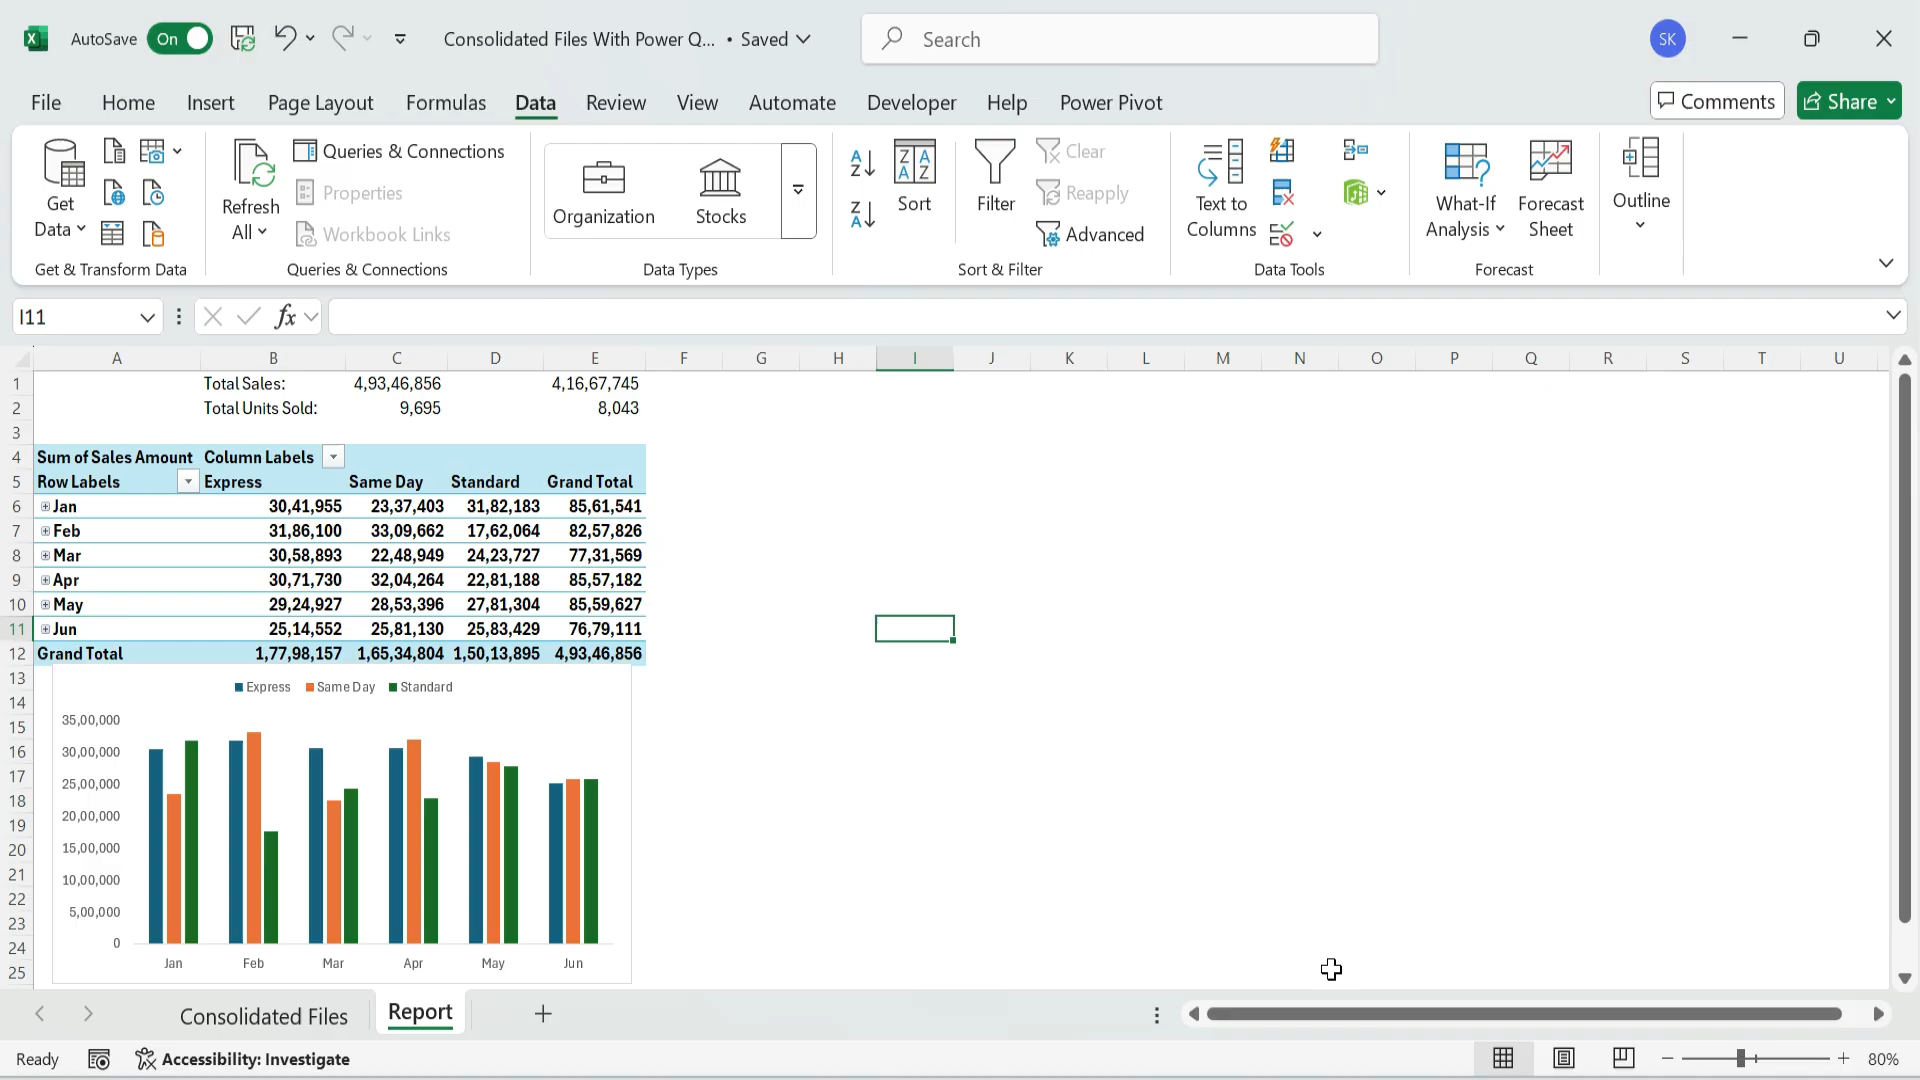 AutoSave On Consolidated Files With Power Q... • Saved Search SK
File Home Insert Page Layout Formulas Data Review View Automate Developer Help Power Pivot Comments Share
Get Data
Refresh All
Queries & Connections
Properties
Workbook Links
Organization
Stocks
Sort
Filter
Clear
Reapply
Advanced
Text to Columns
What-If Analysis
Forecast Sheet
Outline
Get & Transform Data Queries & Connections Data Types Sort & Filter Data Tools Forecast
I11 fx
A B C D E F G H I J K L M N O P Q R S T U
1 Total Sales: 4,93,46,856 4,16,67,745
2 Total Units Sold: 9,695 8,043
3
4 Sum of Sales Amount Column Labels
5 Row Labels Express Same Day Standard Grand Total
6 Jan 30,41,955 23,37,403 31,82,183 85,61,541
7 Feb 31,86,100 33,09,662 17,62,064 82,57,826
8 Mar 30,58,893 22,48,949 24,23,727 77,31,569
9 Apr 30,71,730 32,04,264 22,81,188 85,57,182
10 May 29,24,927 28,53,396 27,81,304 85,59,627
11 Jun 25,14,552 25,81,130 25,83,429 76,79,111
12 Grand Total 1,77,98,157 1,65,34,804 1,50,13,895 4,93,46,856
13
14
15
16
17
18
19
20
21
22
23
24
25
Express Same Day Standard
35,00,000
30,00,000
25,00,000
20,00,000
15,00,000
10,00,000
5,00,000
0
Jan Feb Mar Apr May Jun
Consolidated Files Report
Ready Accessibility: Investigate 80%